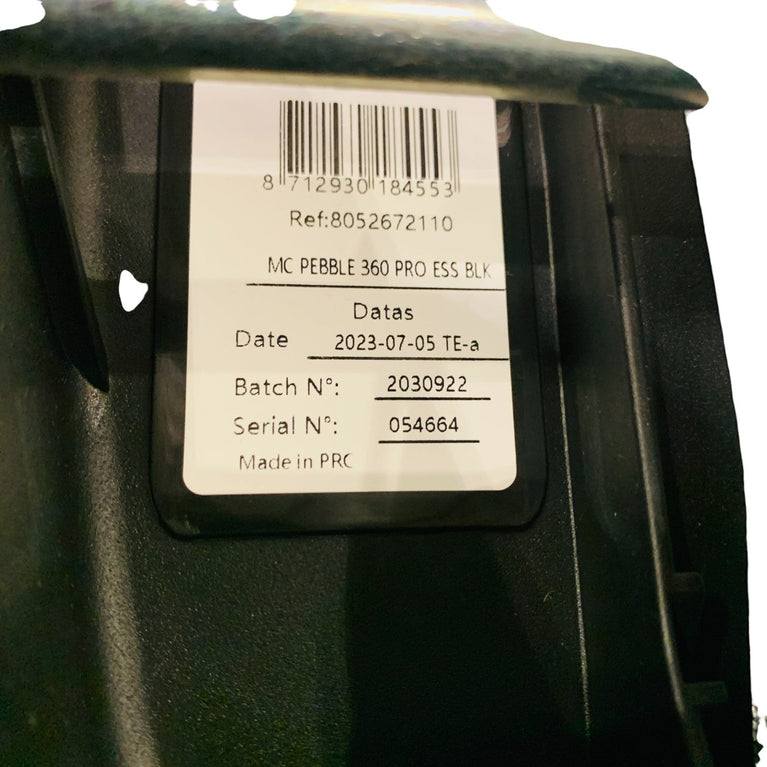 8 712930 184553
Ref:8052672110
MC PEBBLE 360 PRO ESS BLK
Datas
Date 2023-07-05 TE-a
Batch N°: 2030922
Serial N°: 054664
Made in PRC